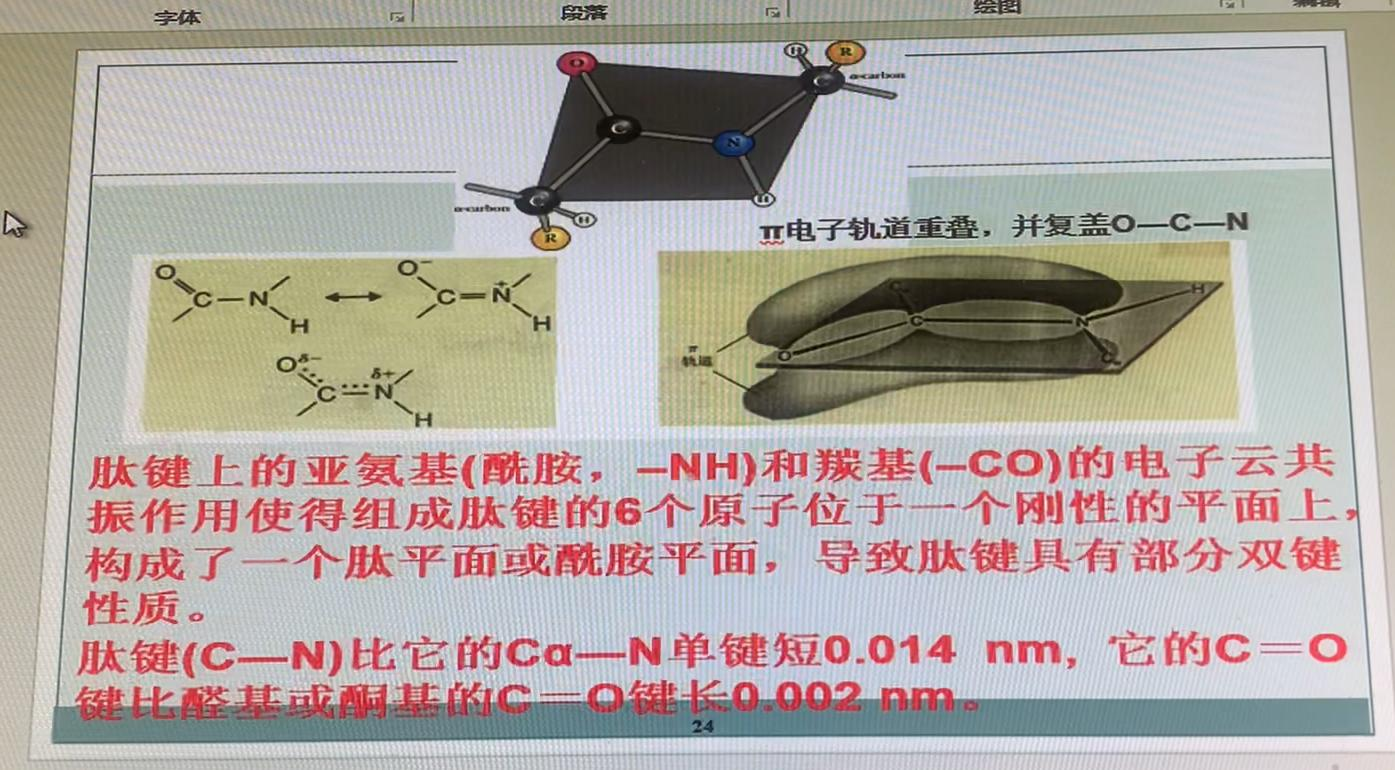 字体
段落
绘图
O
H
R
α-carbon
C
N
C
α-carbon
H
H
R
π电子轨道重叠，并复盖O—C—N
O
C—N
H
O⁻
C=N⁺
H
Oδ−
δ+
C N
H
π
轨道
O
C
N
H
Cα
Cα
肽键上的亚氨基(酰胺，–NH)和羰基(–CO)的电子云共
振作用使得组成肽键的6个原子位于一个刚性的平面上，
构成了一个肽平面或酰胺平面，导致肽键具有部分双键
性质。
肽键(C—N)比它的Cα—N单键短0.014 nm，它的C＝O
键比醛基或酮基的C＝O键长0.002 nm。
24